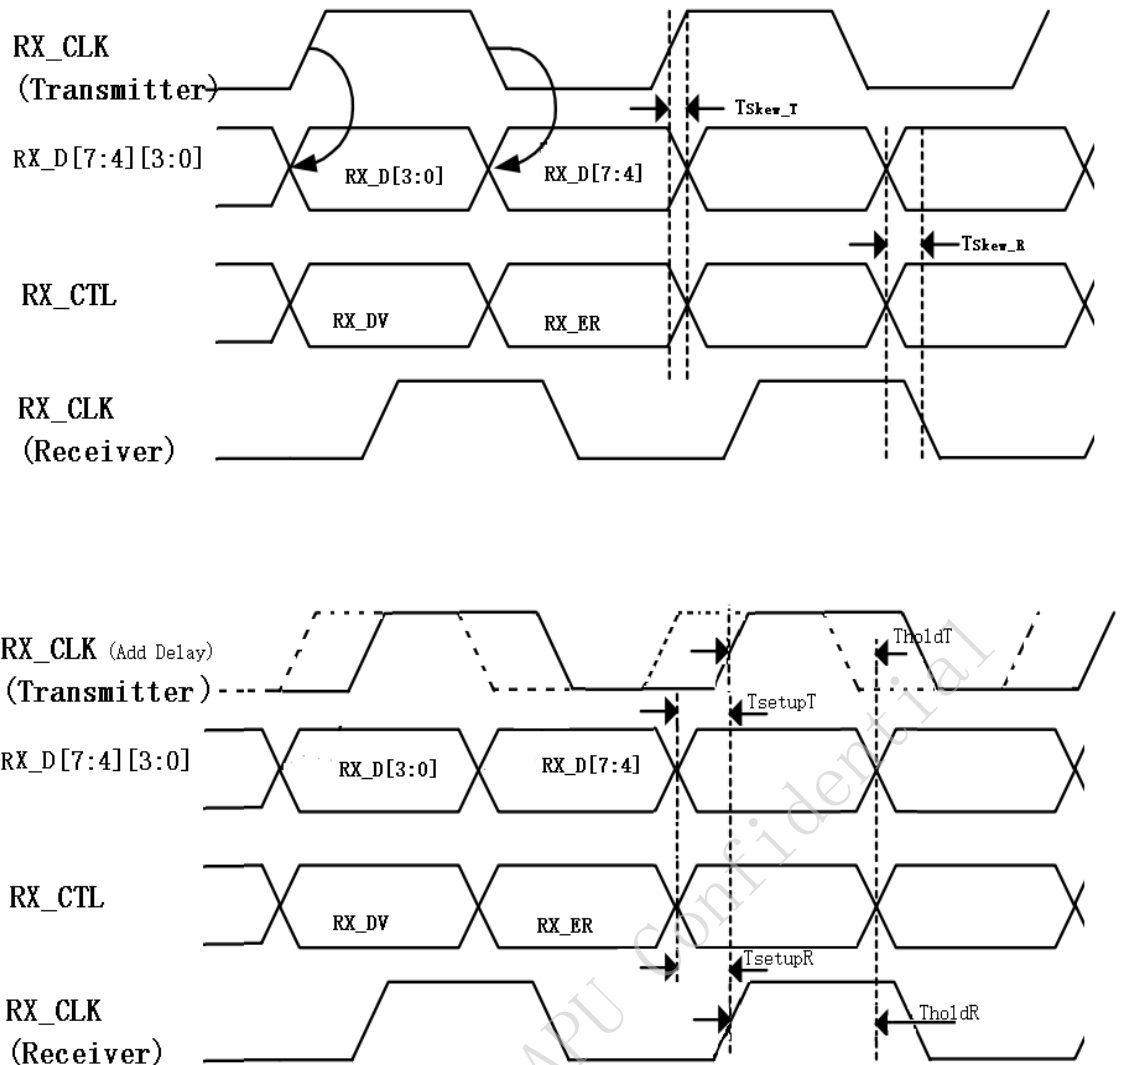 RX_CLK
(Transmitter)
TSkew_T
RX_D[7:4][3:0]
RX_D[3:0]
RX_D[7:4]
TSkew_R
RX_CTL
RX_DV
RX_ER
RX_CLK
(Receiver)
RX_CLK (Add Delay)
(Transmitter)
TholdT
TsetupT
RX_D[7:4][3:0]
RX_D[3:0]
RX_D[7:4]
RX_CTL
RX_DV
RX_ER
TsetupR
RX_CLK
(Receiver)
TholdR
APU Confidential